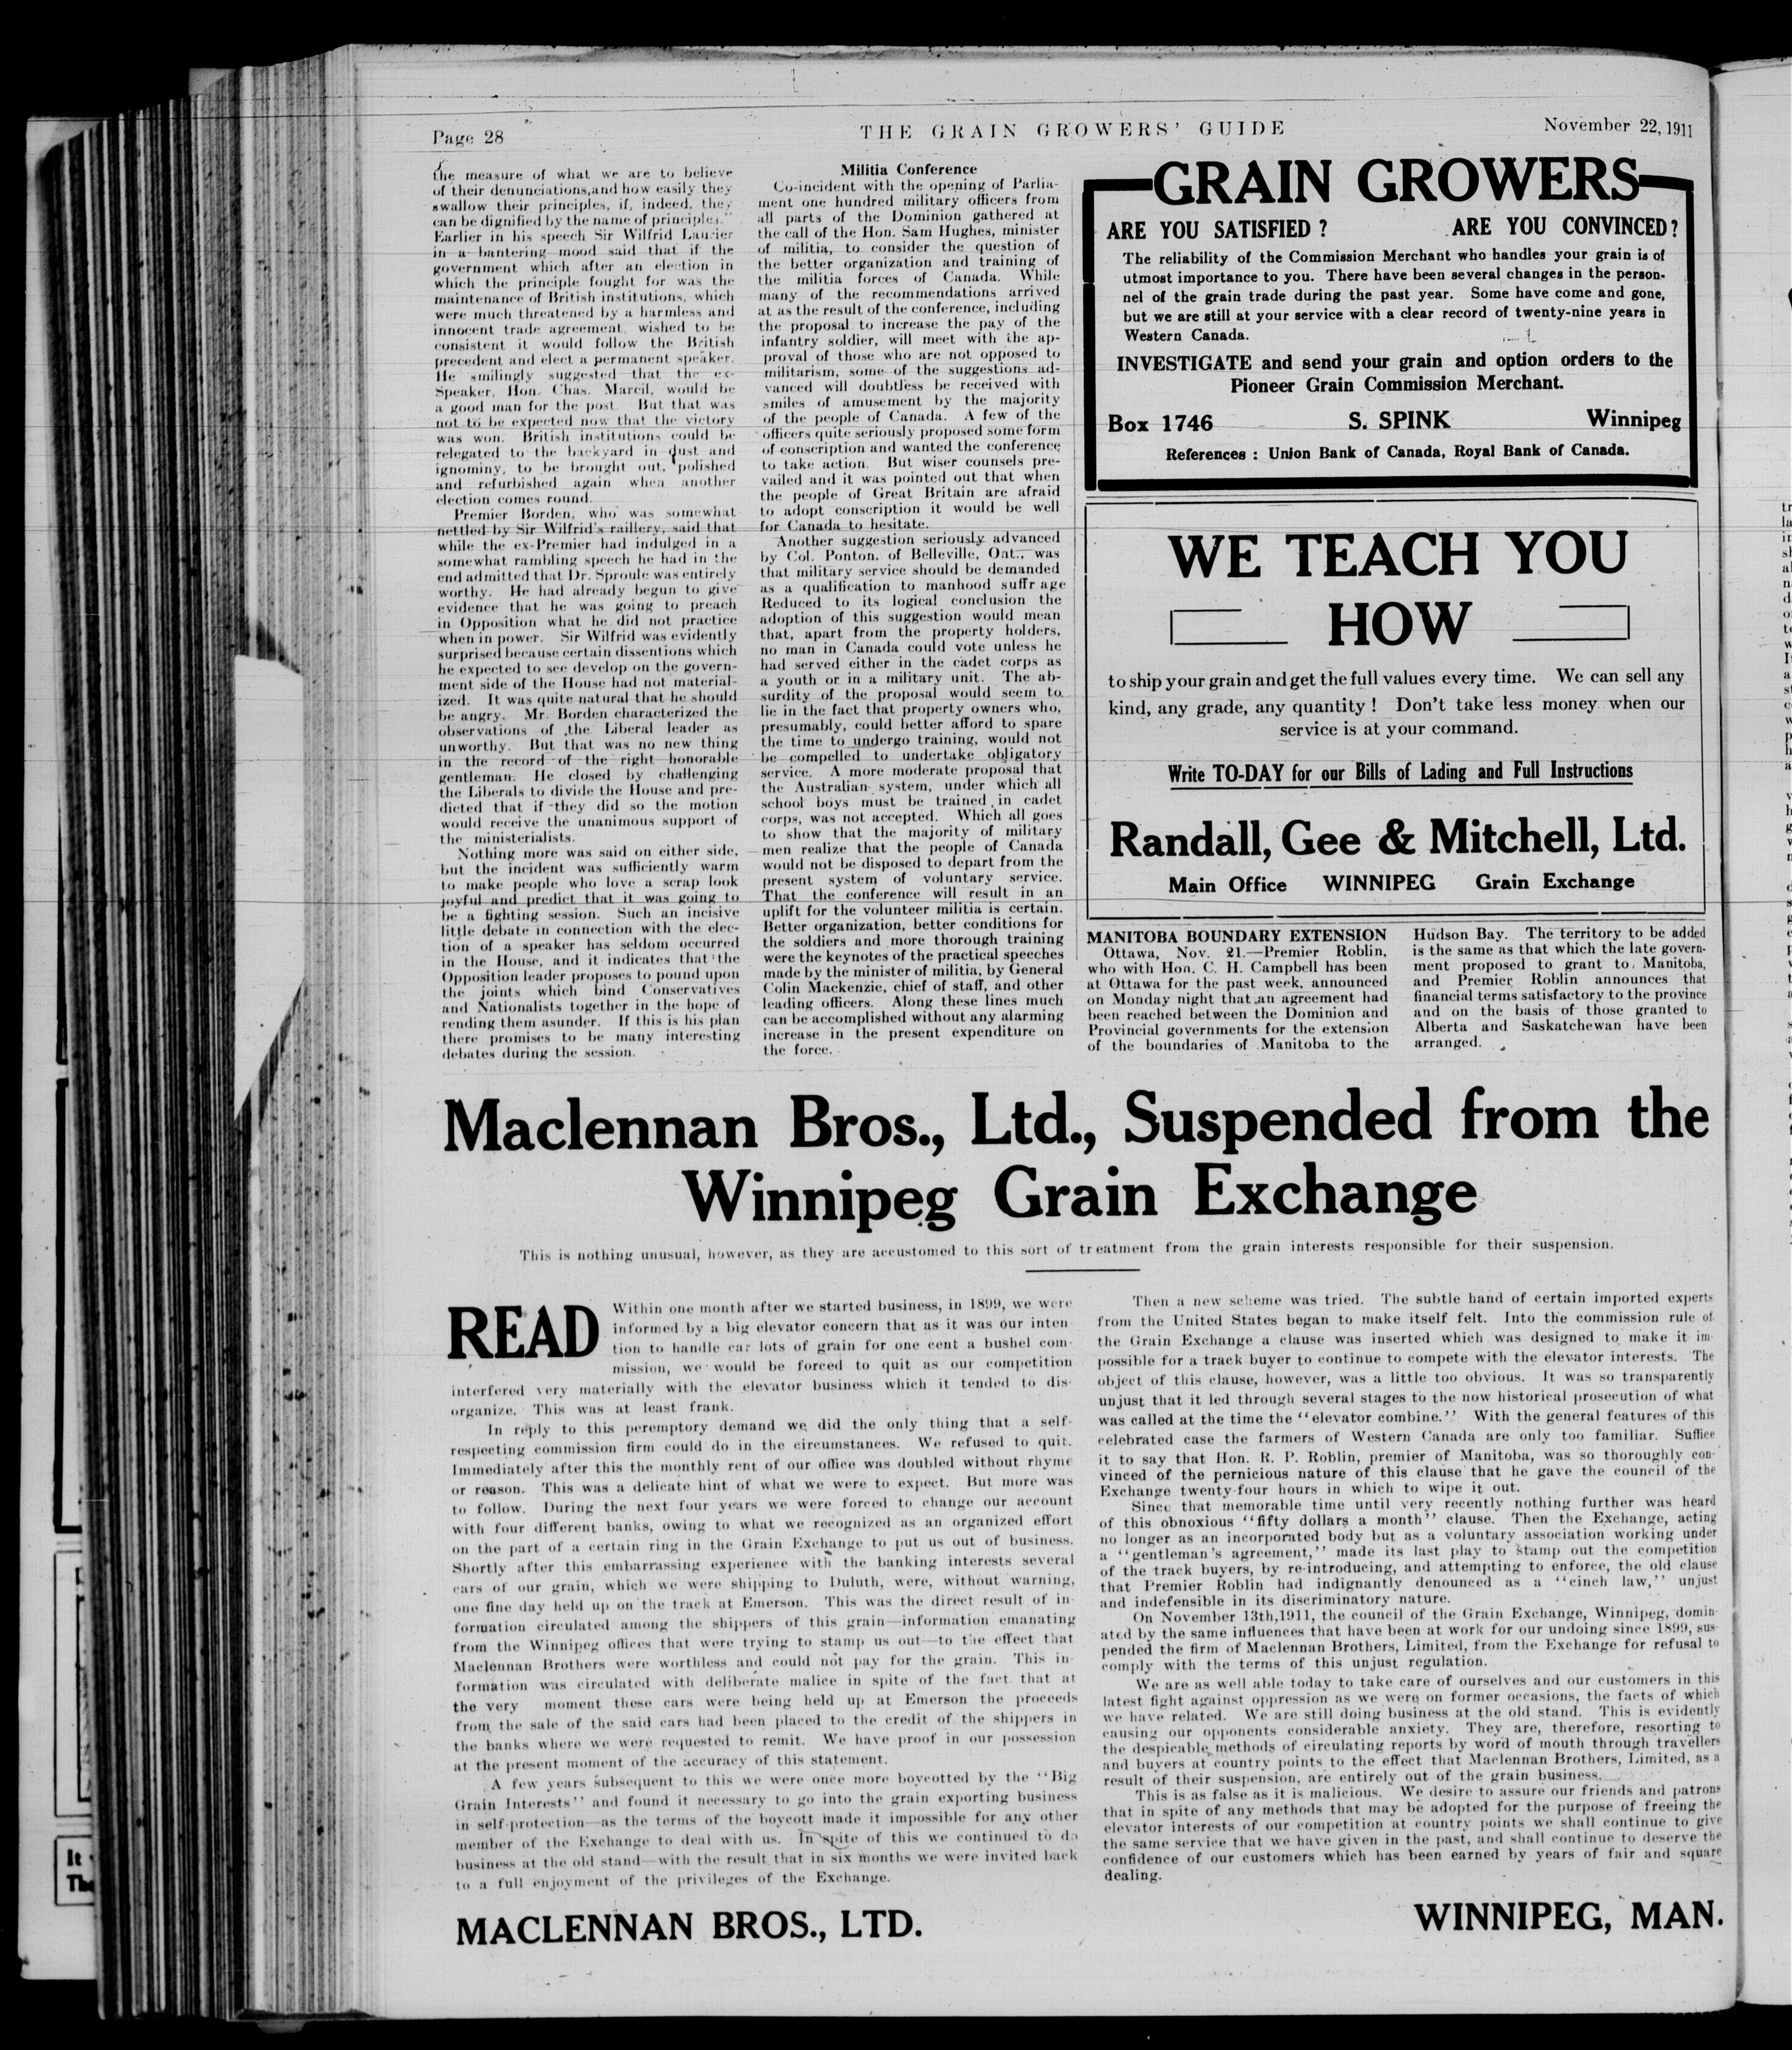 Page 28
THE GRAIN GROWERS' GUIDE
November 22, 1911
the measure of what we are to believe
of their denunciations,and how easily they
swallow their principles, if, indeed, they
can be dignified by the name of principles."
Earlier in his speech Sir Wilfrid Laurier
in a bantering mood said that if the
government which after an election in
which the principle fought for was the
maintenance of British institutions, which
were much threatened by a harmless and
innocent trade agreement wished to be
consistent it would follow the British
precedent and elect a permanent speaker.
He smilingly suggested that the ex-
Speaker, Hon. Chas. Marcil, would be
a good man for the post. But that was
not to be expected now that the victory
was won. British institutions could be
relegated to the backyard in dust and
ignominy, to be brought out, polished
and refurbished again when another
election comes round.
Premier Borden, who was somewhat
nettled by Sir Wilfrid's raillery, said that
while the ex-Premier had indulged in a
somewhat rambling speech he had in the
end admitted that Dr. Sproule was entirely
worthy. He had already begun to give
evidence that he was going to preach
in Opposition what he did not practice
when in power. Sir Wilfrid was evidently
surprised because certain dissentions which
he expected to see develop on the govern-
ment side of the House had not material-
ized. It was quite natural that he should
be angry. Mr. Borden characterized the
observations of the Liberal leader as
unworthy. But that was no new thing
in the record of the right honorable
gentleman. He closed by challenging
the Liberals to divide the House and pre-
dicted that if they did so the motion
would receive the unanimous support of
the ministerialists.
Nothing more was said on either side,
but the incident was sufficiently warm
to make people who love a scrap look
joyful and predict that it was going to
be a fighting session. Such an incisive
little debate in connection with the elec-
tion of a speaker has seldom occurred
in the House, and it indicates that the
Opposition leader proposes to pound upon
the joints which bind Conservatives
and Nationalists together in the hope of
rending them asunder. If this is his plan
there promises to be many interesting
debates during the session.
Militia Conference
Co-incident with the opening of Parlia-
ment one hundred military officers from
all parts of the Dominion gathered at
the call of the Hon. Sam Hughes, minister
of militia, to consider the question of
the better organization and training of
the militia forces of Canada. While
many of the recommendations arrived
at as the result of the conference, including
the proposal to increase the pay of the
infantry soldier, will meet with the ap-
proval of those who are not opposed to
militarism, some of the suggestions ad-
vanced will doubtless be received with
smiles of amusement by the majority
of the people of Canada. A few of the
officers quite seriously proposed some form
of conscription and wanted the conference
to take action. But wiser counsels pre-
vailed and it was pointed out that when
the people of Great Britain are afraid
to adopt conscription it would be well
for Canada to hesitate.
Another suggestion seriously advanced
by Col. Ponton, of Belleville, Ont., was
that military service should be demanded
as a qualification to manhood suffr age
Reduced to its logical conclusion the
adoption of this suggestion would mean
that, apart from the property holders,
no man in Canada could vote unless he
had served either in the cadet corps as
a youth or in a military unit. The ab-
surdity of the proposal would seem to
lie in the fact that property owners who,
presumably, could better afford to spare
the time to undergo training, would not
be compelled to undertake obligatory
service. A more moderate proposal that
the Australian system, under which all
school boys must be trained in cadet
corps, was not accepted. Which all goes
to show that the majority of military
men realize that the people of Canada
would not be disposed to depart from the
present system of voluntary service.
That the conference will result in an
uplift for the volunteer militia is certain.
Better organization, better conditions for
the soldiers and more thorough training
were the keynotes of the practical speeches
made by the minister of militia, by General
Colin Mackenzie, chief of staff, and other
leading officers. Along these lines much
can be accomplished without any alarming
increase in the present expenditure on
the force.
GRAIN GROWERS
ARE YOU SATISFIED ? ARE YOU CONVINCED?
The reliability of the Commission Merchant who handles your grain is of
utmost importance to you. There have been several changes in the person-
nel of the grain trade during the past year. Some have come and gone,
but we are still at your service with a clear record of twenty-nine years in
Western Canada.
INVESTIGATE and send your grain and option orders to the
Pioneer Grain Commission Merchant.
Box 1746 S. SPINK Winnipeg
References : Union Bank of Canada, Royal Bank of Canada.
WE TEACH YOU
HOW
to ship your grain and get the full values every time. We can sell any
kind, any grade, any quantity ! Don't take less money when our
service is at your command.
Write TO-DAY for our Bills of Lading and Full Instructions
Randall, Gee & Mitchell, Ltd.
Main Office WINNIPEG Grain Exchange
MANITOBA BOUNDARY EXTENSION
Ottawa, Nov. 21.—Premier Roblin,
who with Hon. C. H. Campbell has been
at Ottawa for the past week, announced
on Monday night that an agreement had
been reached between the Dominion and
Provincial governments for the extension
of the boundaries of Manitoba to the
Hudson Bay. The territory to be added
is the same as that which the late govern-
ment proposed to grant to Manitoba,
and Premier Roblin announces that
financial terms satisfactory to the province
and on the basis of those granted to
Alberta and Saskatchewan have been
arranged.
Maclennan Bros., Ltd., Suspended from the
Winnipeg Grain Exchange
This is nothing unusual, however, as they are accustomed to this sort of treatment from the grain interests responsible for their suspension.
READ Within one month after we started business, in 1899, we were
informed by a big elevator concern that as it was our inten
tion to handle car lots of grain for one cent a bushel com-
mission, we would be forced to quit as our competition
interfered very materially with the elevator business which it tended to dis-
organize. This was at least frank.
In reply to this peremptory demand we did the only thing that a self-
respecting commission firm could do in the circumstances. We refused to quit.
Immediately after this the monthly rent of our office was doubled without rhyme
or reason. This was a delicate hint of what we were to expect. But more was
to follow. During the next four years we were forced to change our account
with four different banks, owing to what we recognized as an organized effort
on the part of a certain ring in the Grain Exchange to put us out of business.
Shortly after this embarrassing experience with the banking interests several
cars of our grain, which we were shipping to Duluth, were, without warning,
one fine day held up on the track at Emerson. This was the direct result of in-
formation circulated among the shippers of this grain—information emanating
from the Winnipeg offices that were trying to stamp us out—to the effect that
Maclennan Brothers were worthless and could not pay for the grain. This in-
formation was circulated with deliberate malice in spite of the fact that at
the very moment these cars were being held up at Emerson the proceeds
from the sale of the said cars had been placed to the credit of the shippers in
the banks where we were requested to remit. We have proof in our possession
at the present moment of the accuracy of this statement.
A few years subsequent to this we were once more boycotted by the "Big
Grain Interests" and found it necessary to go into the grain exporting business
in self-protection—as the terms of the boycott made it impossible for any other
member of the Exchange to deal with us. In spite of this we continued to do
business at the old stand—with the result that in six months we were invited back
to a full enjoyment of the privileges of the Exchange.
Then a new scheme was tried. The subtle hand of certain imported experts
from the United States began to make itself felt. Into the commission rule of
the Grain Exchange a clause was inserted which was designed to make it im-
possible for a track buyer to continue to compete with the elevator interests. The
object of this clause, however, was a little too obvious. It was so transparently
unjust that it led through several stages to the now historical prosecution of what
was called at the time the "elevator combine." With the general features of this
celebrated case the farmers of Western Canada are only too familiar. Suffice
it to say that Hon. R. P. Roblin, premier of Manitoba, was so thoroughly con-
vinced of the pernicious nature of this clause that he gave the council of the
Exchange twenty-four hours in which to wipe it out.
Since that memorable time until very recently nothing further was heard
of this obnoxious "fifty dollars a month" clause. Then the Exchange, acting
no longer as an incorporated body but as a voluntary association working under
a "gentleman's agreement," made its last play to stamp out the competition
of the track buyers, by re-introducing, and attempting to enforce, the old clause
that Premier Roblin had indignantly denounced as a "cinch law," unjust
and indefensible in its discriminatory nature.
On November 13th,1911, the council of the Grain Exchange, Winnipeg, domin-
ated by the same influences that have been at work for our undoing since 1899, sus-
pended the firm of Maclennan Brothers, Limited, from the Exchange for refusal to
comply with the terms of this unjust regulation.
We are as well able today to take care of ourselves and our customers in this
latest fight against oppression as we were on former occasions, the facts of which
we have related. We are still doing business at the old stand. This is evidently
causing our opponents considerable anxiety. They are, therefore, resorting to
the despicable methods of circulating reports by word of mouth through travellers
and buyers at country points to the effect that Maclennan Brothers, Limited, as a
result of their suspension, are entirely out of the grain business.
This is as false as it is malicious. We desire to assure our friends and patrons
that in spite of any methods that may be adopted for the purpose of freeing the
elevator interests of our competition at country points we shall continue to give
the same service that we have given in the past, and shall continue to deserve the
confidence of our customers which has been earned by years of fair and square
dealing.
MACLENNAN BROS., LTD.
WINNIPEG, MAN.